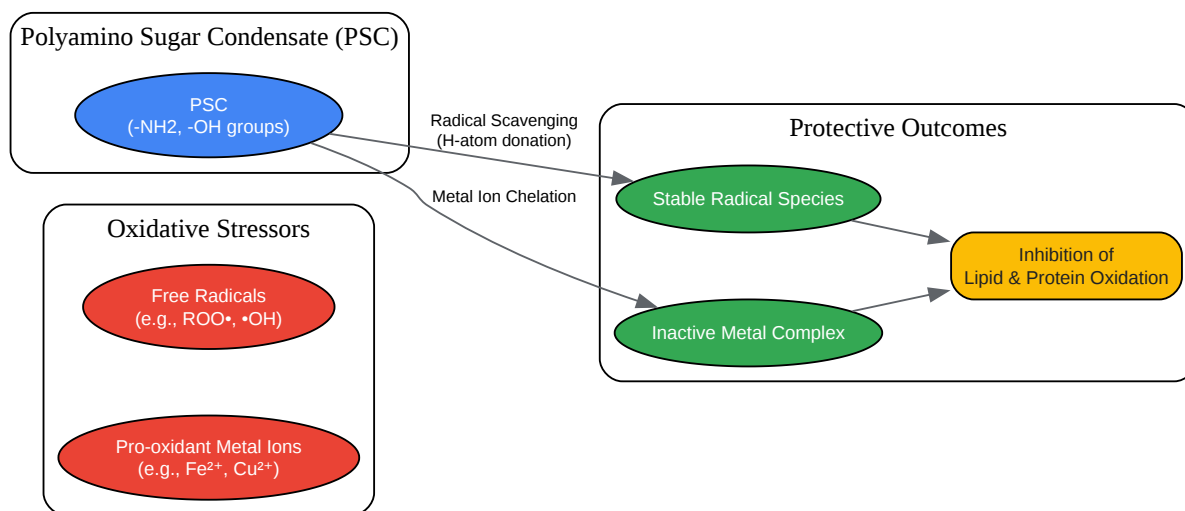 Polyamino Sugar Condensate (PSC)
PSC
(-NH2, -OH groups)
Radical Scavenging
(H-atom donation)
Metal Ion Chelation
Oxidative Stressors
Free Radicals
(e.g., ROO•, •OH)
Pro-oxidant Metal Ions
(e.g., Fe²⁺, Cu²⁺)
Protective Outcomes
Stable Radical Species
Inactive Metal Complex
Inhibition of
Lipid & Protein Oxidation